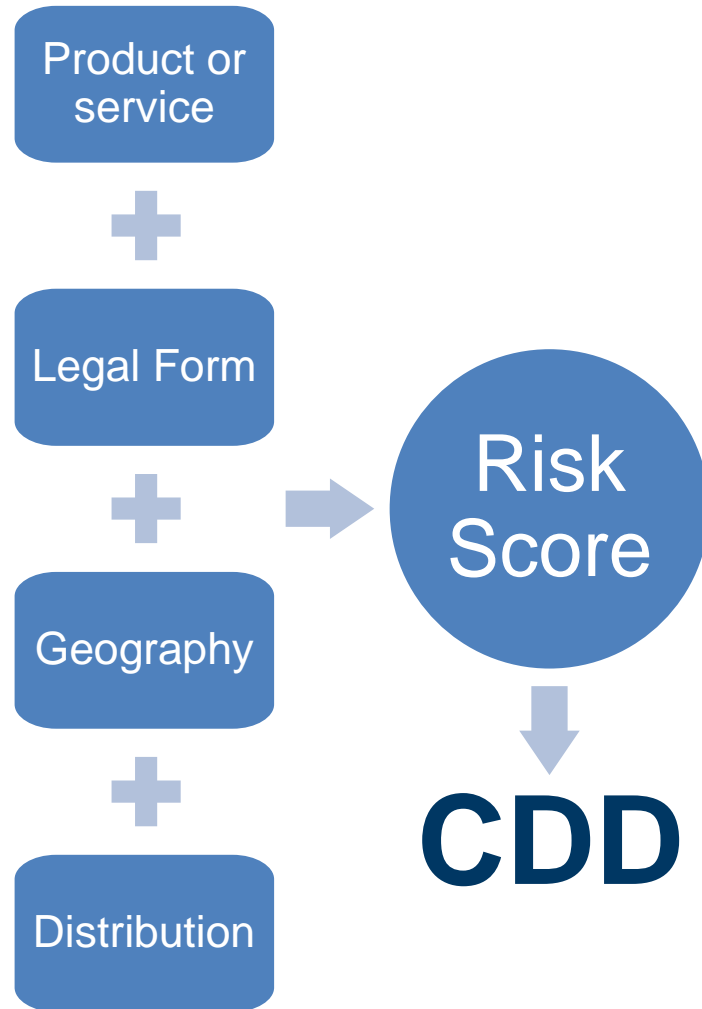 Product or
service
Legal Form
Geography
Distribution
Risk
Score
CDD